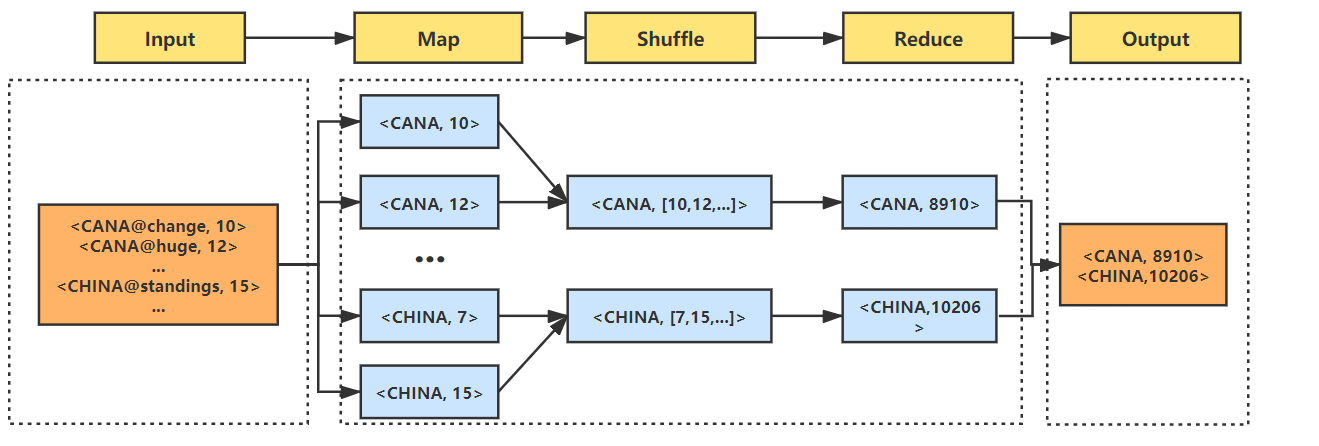 Input
Map
Shuffle
Reduce
Output
<CANA@change, 10>
<CANA@huge, 12>
...
<CHINA@standings, 15>
...
<CANA, 10>
<CANA, 12>
•••
<CHINA, 7>
<CHINA, 15>
<CANA, [10,12,...]>
<CHINA, [7,15,...]>
<CANA, 8910>
<CHINA,10206
>
<CANA, 8910>
<CHINA,10206>